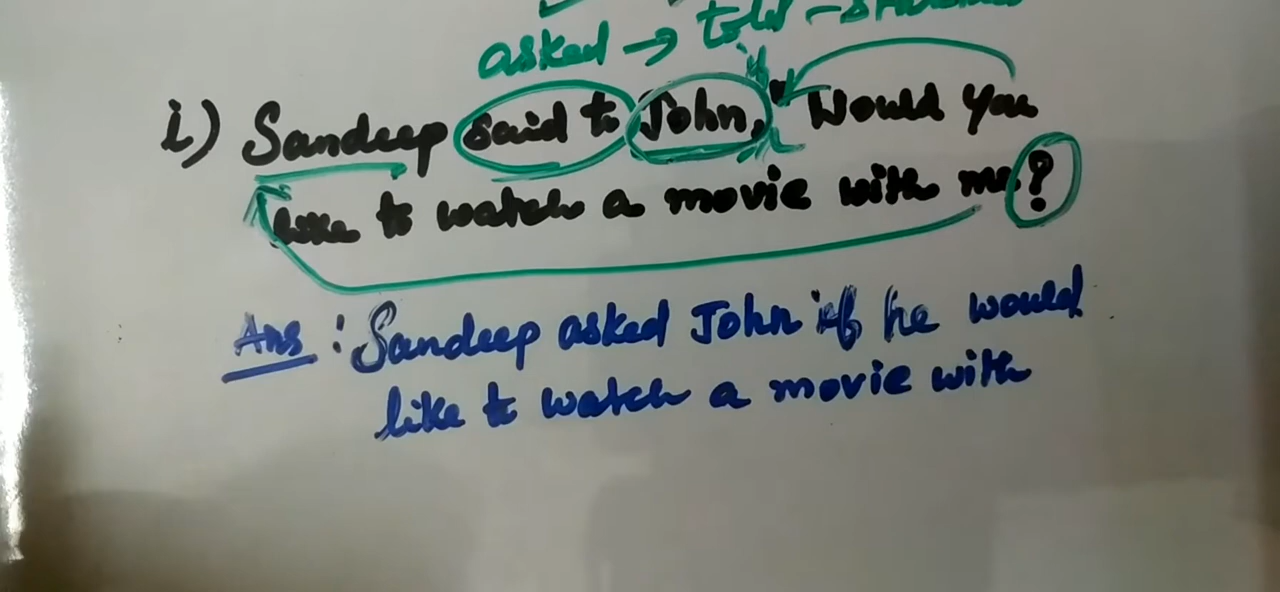 asked → told -
if
i) Sandeep said to John, "Would you
like to watch a movie with me?
Ans : Sandeep asked John if he would
like to watch a movie with